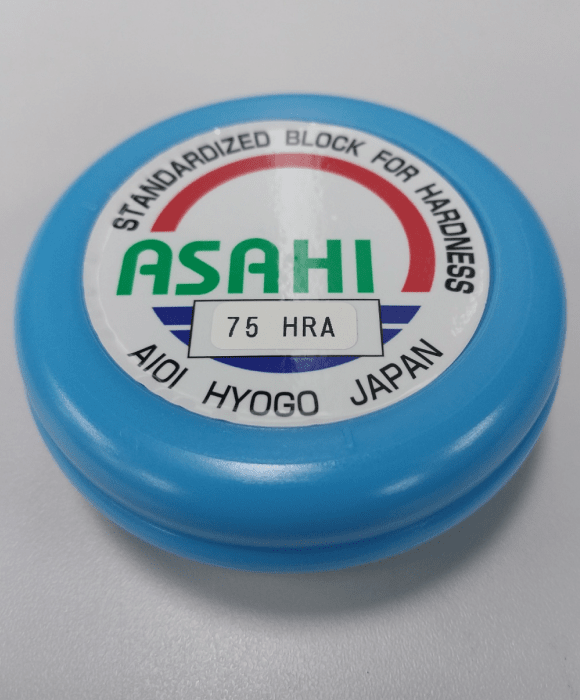 STANDARDIZED BLOCK FOR HARDNESS
ASAHI
75 HRA
AIOI HYOGO JAPAN